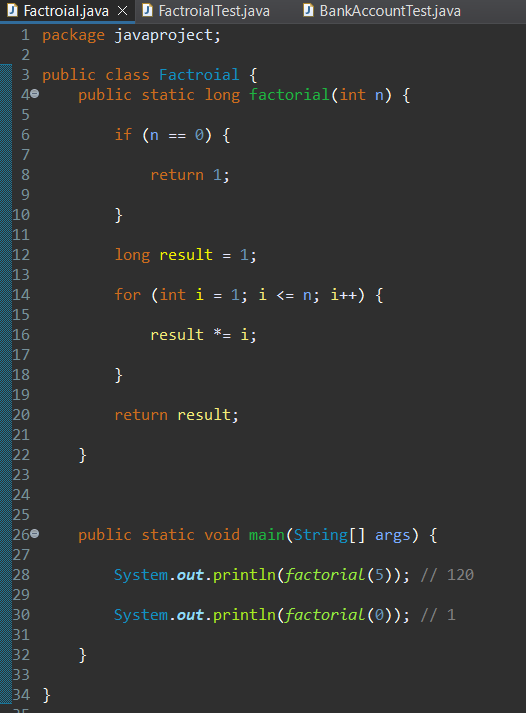 Factroial.java FactroialTest.java BankAccountTest.java
1 package javaproject;
2
3 public class Factroial {
4 public static long factorial(int n) {
5
6 if (n == 0) {
7
8 return 1;
9
10 }
11
12 long result = 1;
13
14 for (int i = 1; i <= n; i++) {
15
16 result *= i;
17
18 }
19
20 return result;
21
22 }
23
24
25
26 public static void main(String[] args) {
27
28 System.out.println(factorial(5)); // 120
29
30 System.out.println(factorial(0)); // 1
31
32 }
33
34 }
35